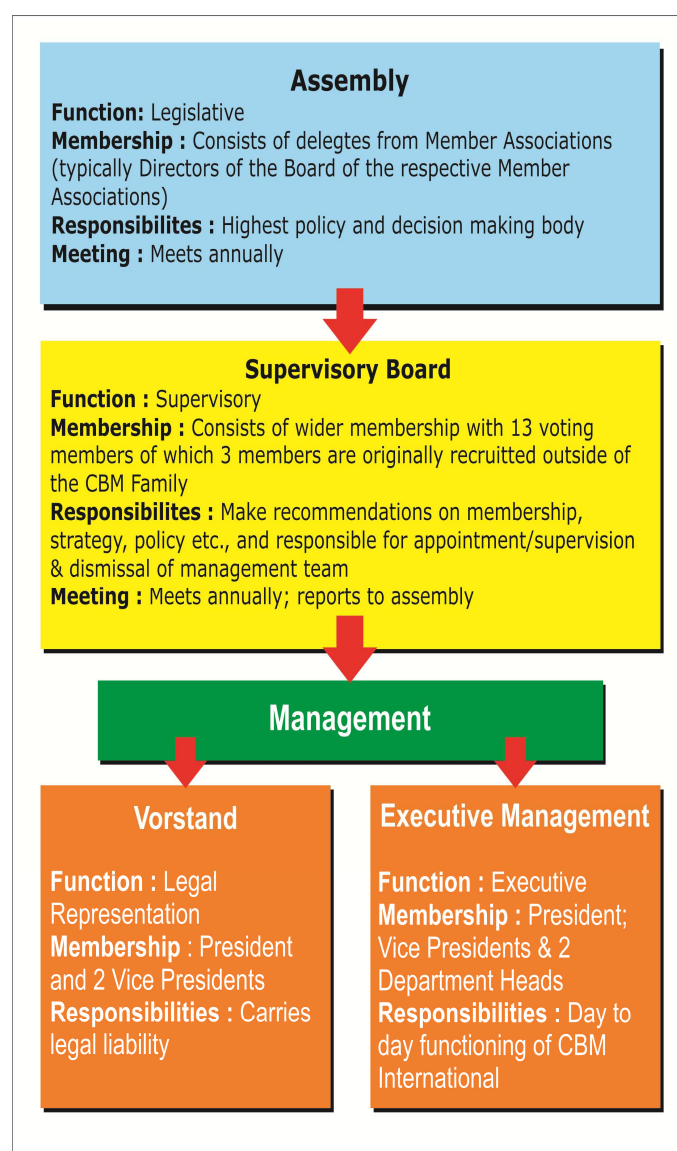 Assembly
Function: Legislative
Membership : Consists of delegtes from Member Associations
(typically Directors of the Board of the respective Member
Associations)
Responsibilites : Highest policy and decision making body
Meeting : Meets annually
Supervisory Board
Function : Supervisory
Membership : Consists of wider membership with 13 voting
members of which 3 members are originally recruitted outside of
the CBM Family
Responsibilites : Make recommendations on membership,
strategy, policy etc., and responsible for appointment/supervision
& dismissal of management team
Meeting : Meets annually; reports to assembly
Management
Vorstand
Function : Legal
Representation
Membership : President
and 2 Vice Presidents
Responsibilities : Carries
legal liability
Executive Management
Function : Executive
Membership : President;
Vice Presidents & 2
Department Heads
Responsibilities : Day to
day functioning of CBM
International